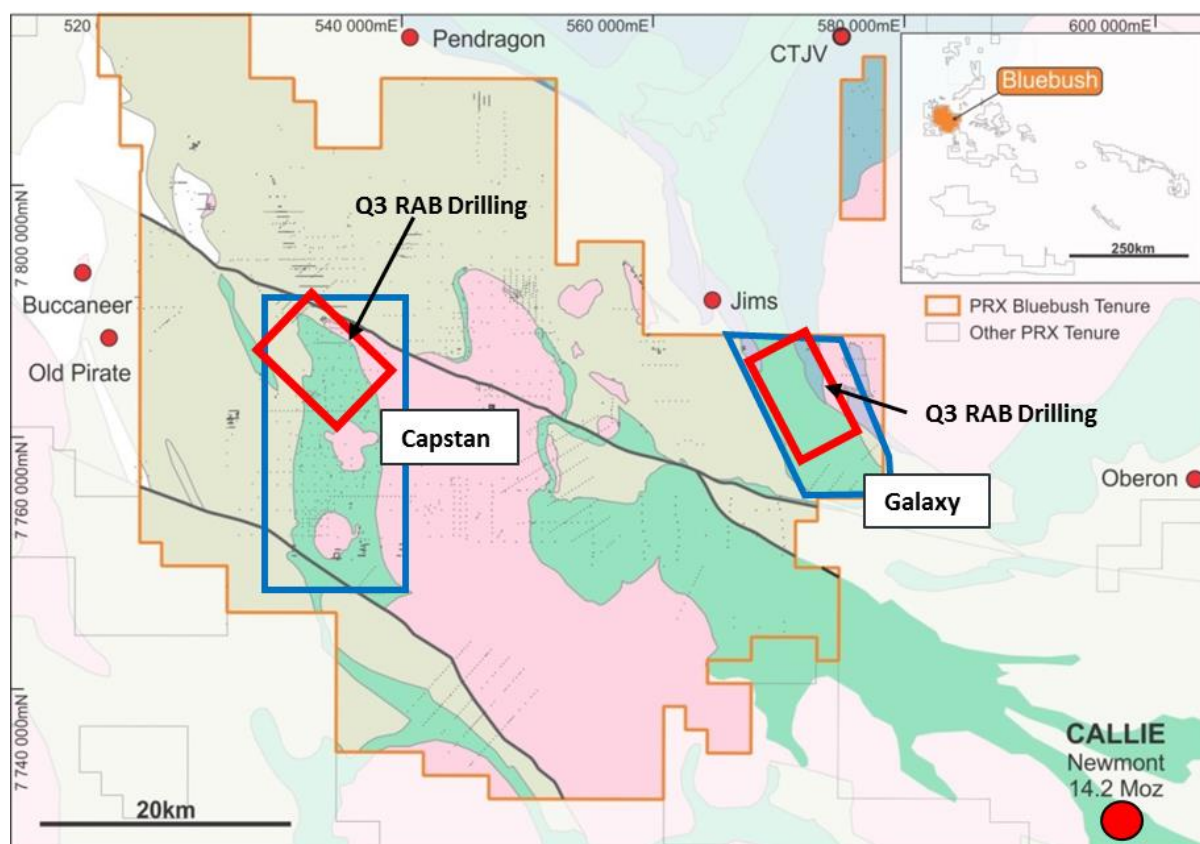 520
540 000mE
560 000mE
580 000mE
600 000mE
Pendragon
CTJV
Bluebush
250km
PRX Bluebush Tenure
Other PRX Tenure
7 800 000mN
Q3 RAB Drilling
Buccaneer
Old Pirate
Jims
Q3 RAB Drilling
Capstan
7 760 000mN
Oberon
Galaxy
7 740 000mN
CALLIE
Newmont
14.2 Moz
20km